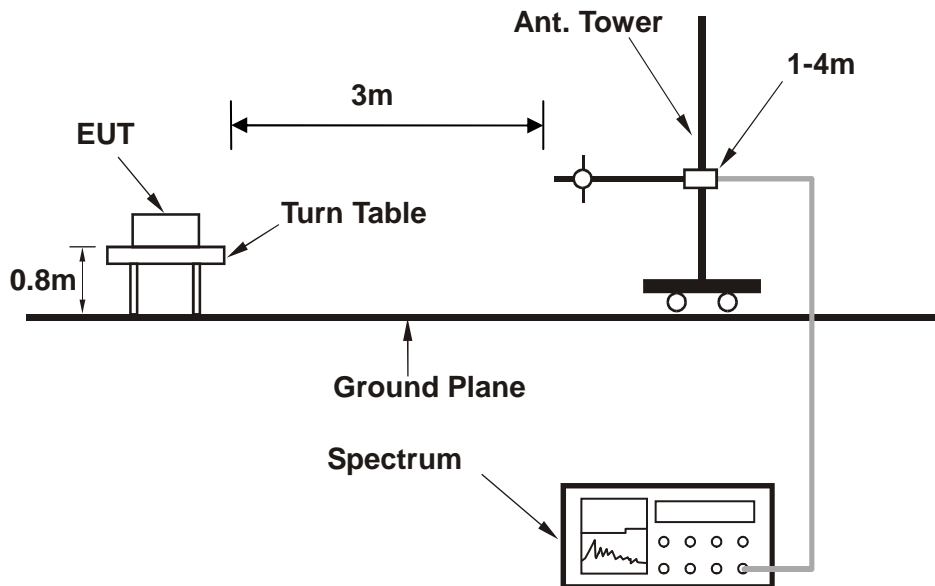 Ant. Tower
1-4m
3m
EUT
Turn Table
0.8m
Ground Plane
Spectrum